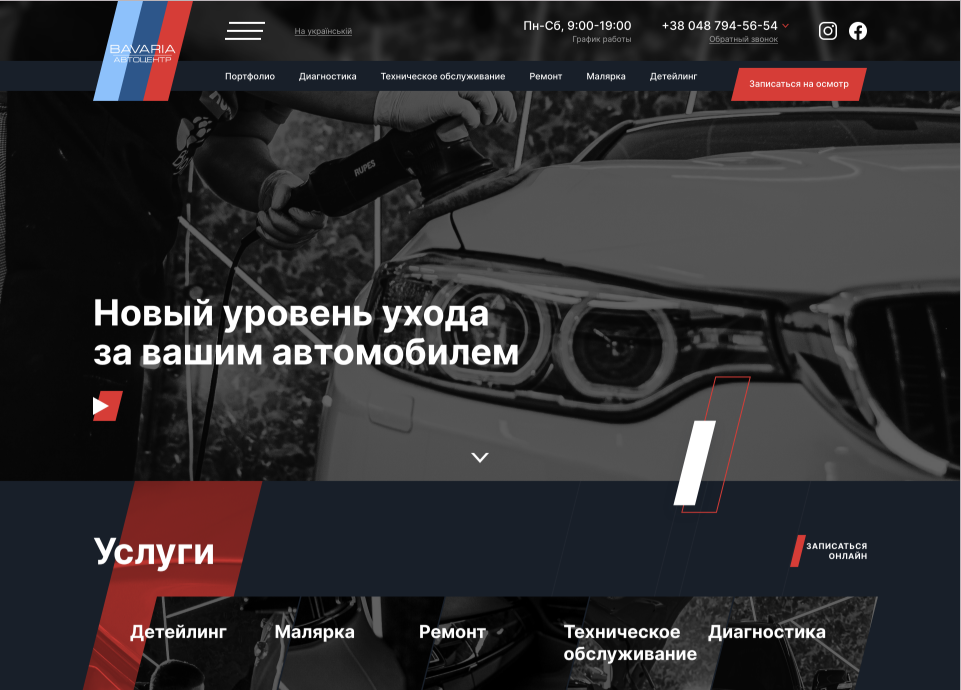 BAVARIA
АВТОЦЕНТР
На українській
Пн-Сб, 9:00-19:00
График работы
+38 048 794-56-54
Обратный звонок
Портфолио
Диагностика
Техническое обслуживание
Ремонт
Малярка
Детейлинг
Записаться на осмотр
RUPES
Новый уровень ухода
за вашим автомобилем
Услуги
ЗАПИСАТЬСЯ
ОНЛАЙН
Детейлинг
Малярка
Ремонт
Техническое
обслуживание
Диагностика